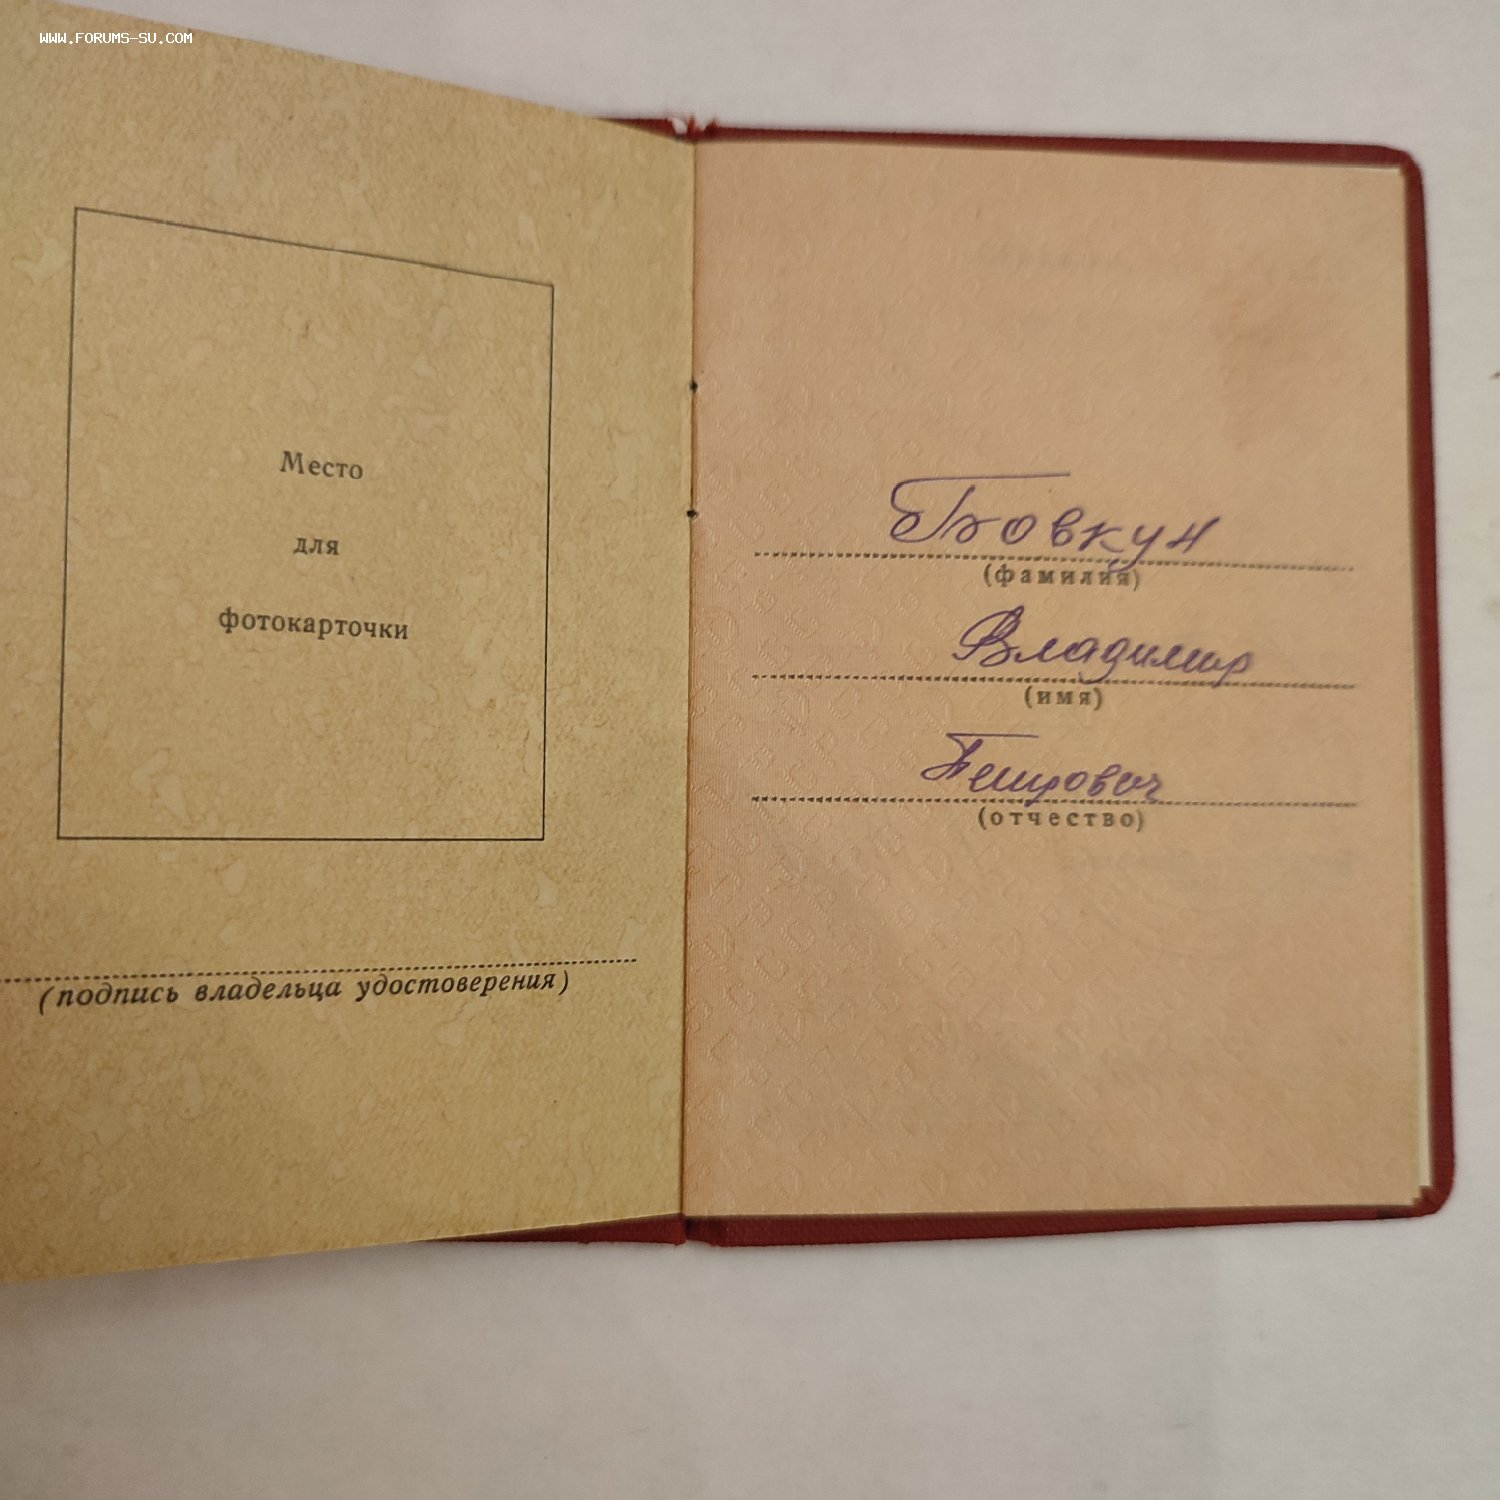 WWW.FORUMS-SU.COM
Место
для
фотокарточки
(подпись владельца удостоверения)
Бовкун
(фамилия)
Владимир
(имя)
Петрович
(отчество)